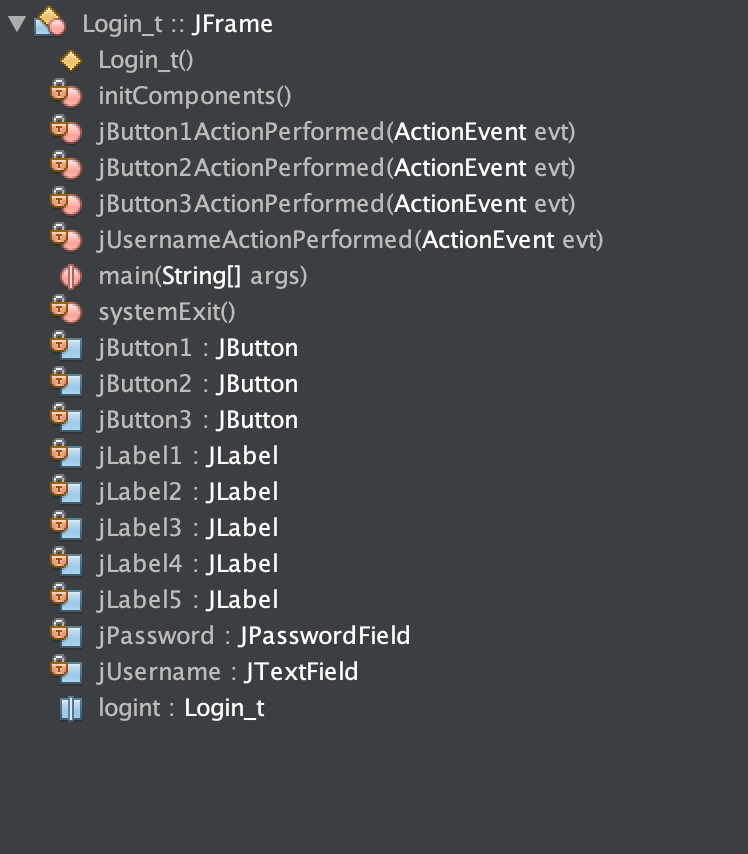 Login_t :: JFrame
Login_t()
initComponents()
jButton1ActionPerformed(ActionEvent evt)
jButton2ActionPerformed(ActionEvent evt)
jButton3ActionPerformed(ActionEvent evt)
jUsernameActionPerformed(ActionEvent evt)
main(String[] args)
systemExit()
jButton1 : JButton
jButton2 : JButton
jButton3 : JButton
jLabel1 : JLabel
jLabel2 : JLabel
jLabel3 : JLabel
jLabel4 : JLabel
jLabel5 : JLabel
jPassword : JPasswordField
jUsername : JTextField
logint : Login_t